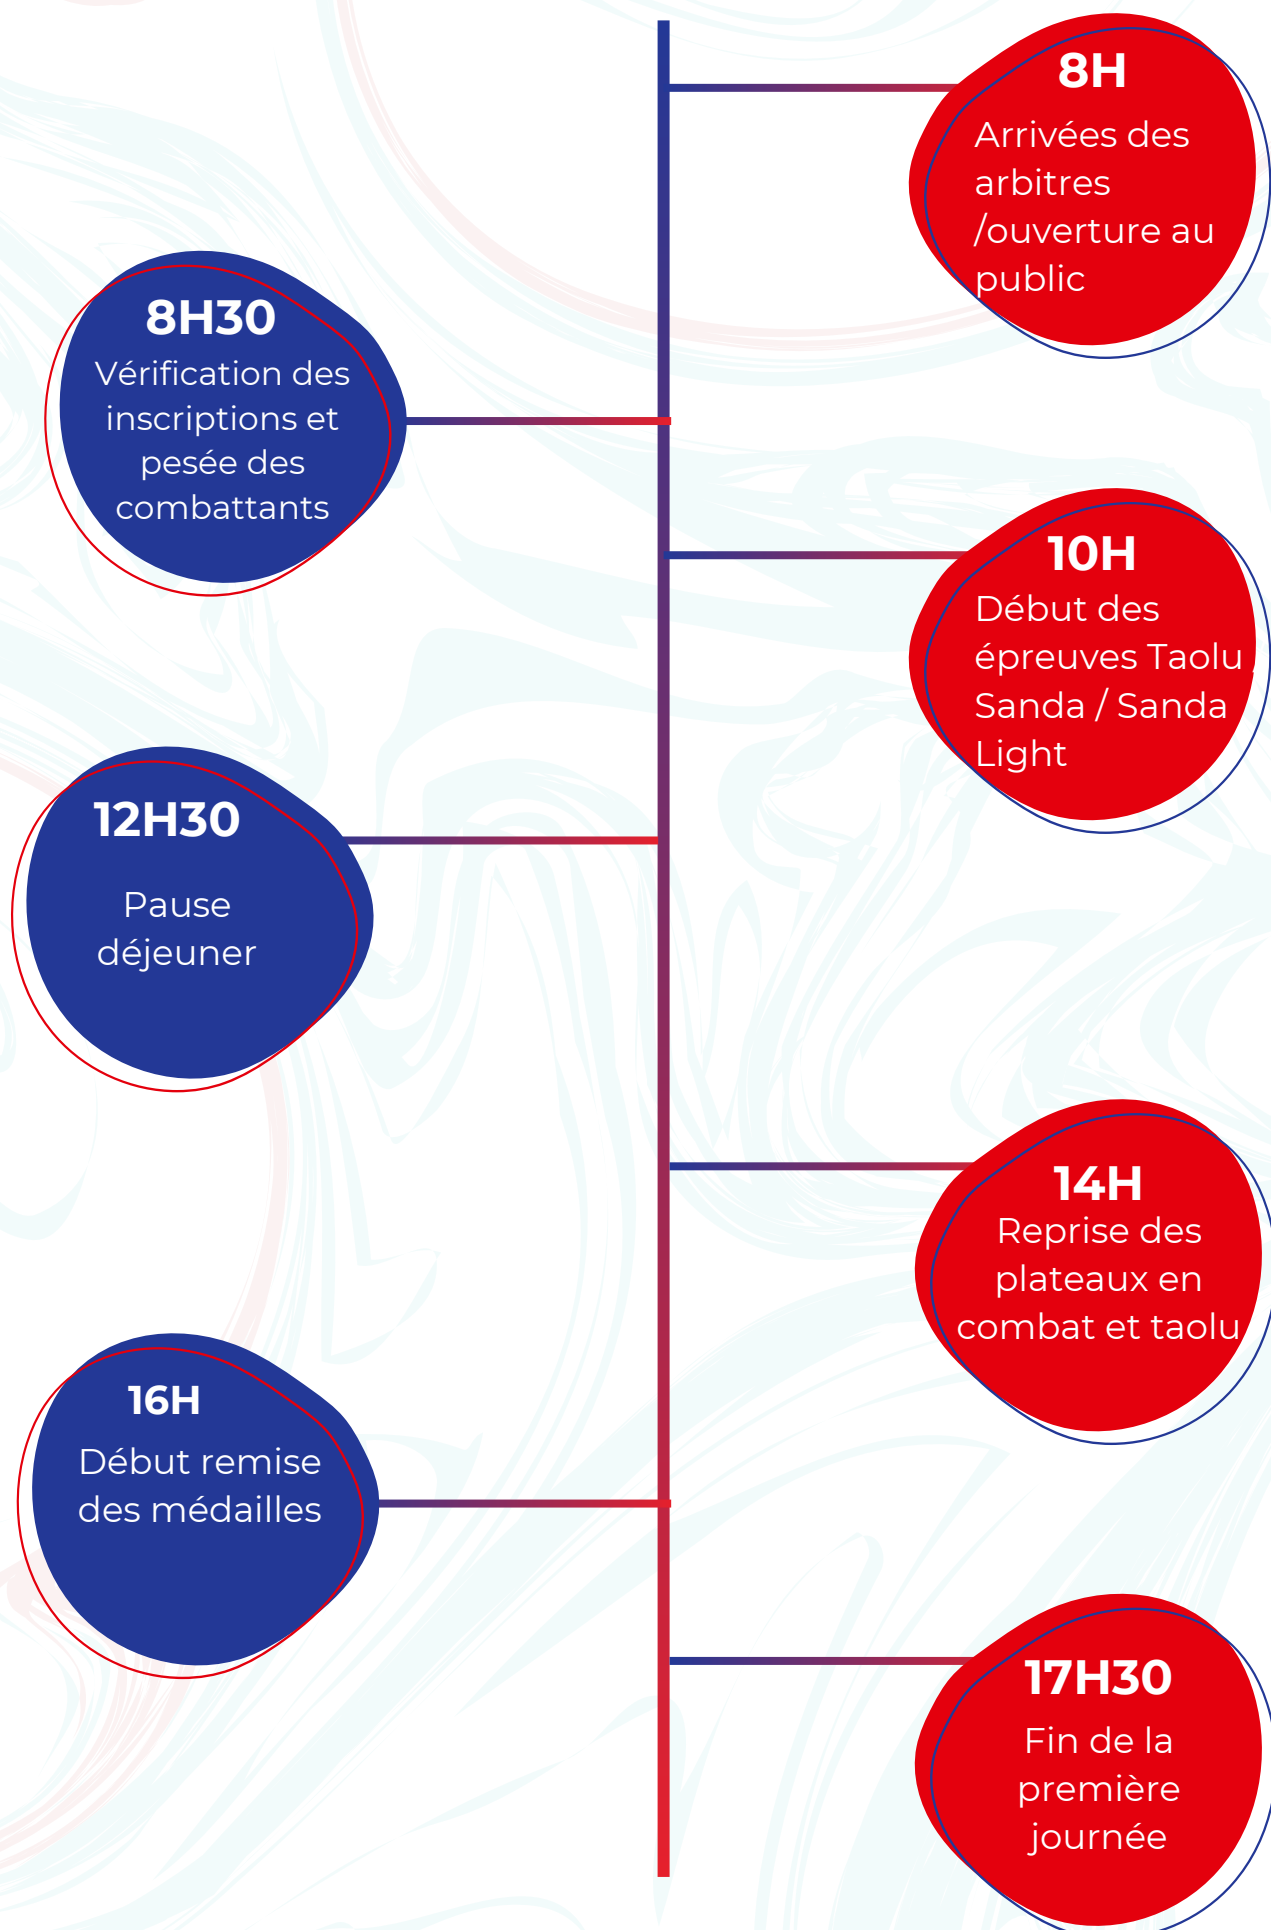 8H
Arrivées des
arbitres
/ouverture au
public
8H30
Vérification des
inscriptions et
pesée des
combattants
10H
Début des
épreuves Taolu /
Sanda / Sanda
Light
12H30
Pause
déjeuner
14H
Reprise des
plateaux en
combat et taolu
16H
Début remise
des médailles
17H30
Fin de la
première
journée